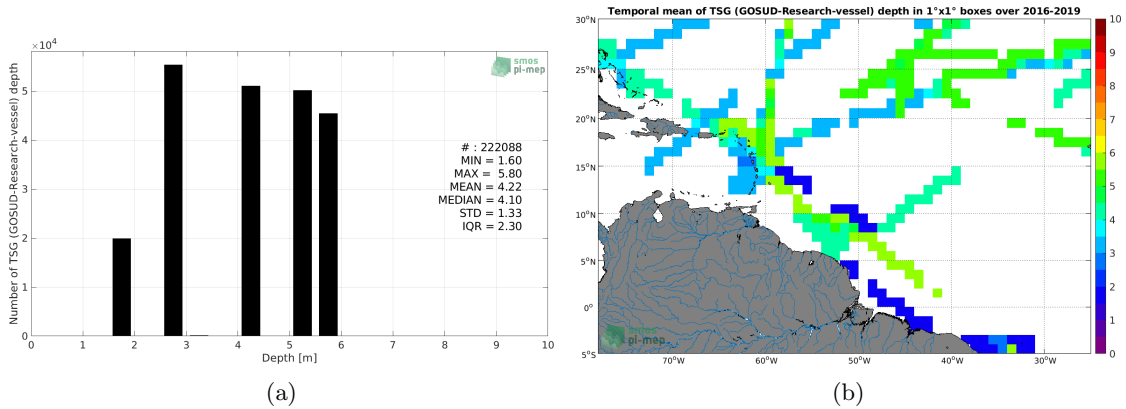 ×10⁴
5
4
3
2
1
0
Number of TSG (GOSUD-Research-vessel) depth
0 1 2 3 4 5 6 7 8 9 10
Depth [m]
smos
pi-mep
# : 222088
MIN = 1.60
MAX = 5.80
MEAN = 4.22
MEDIAN = 4.10
STD = 1.33
IQR = 2.30
(a)
Temporal mean of TSG (GOSUD-Research-vessel) depth in 1°x1° boxes over 2016-2019
30°N
25°N
20°N
15°N
10°N
5°N
0°
5°S
70°W 60°W 50°W 40°W 30°W
smos
pi-mep
10
9
8
7
6
5
4
3
2
1
0
(b)